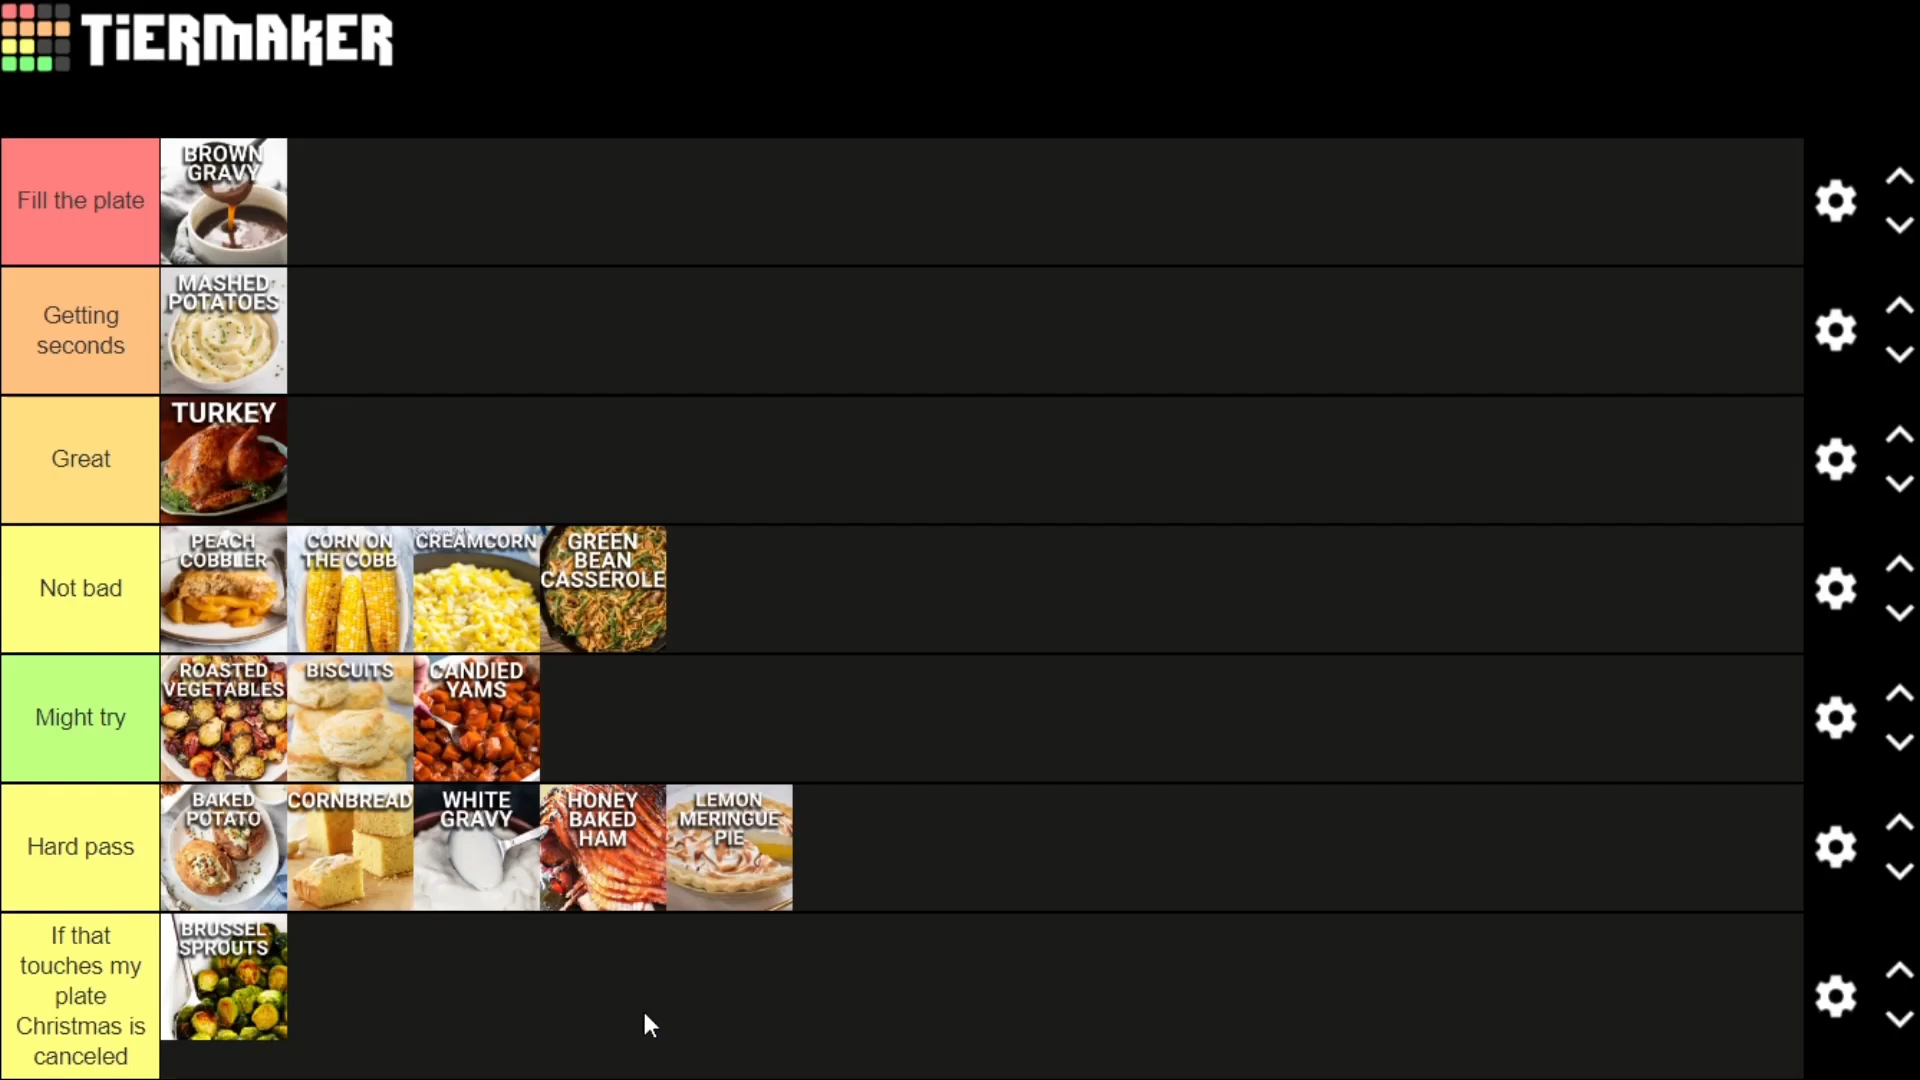 TiERMAKER
Fill the plate
BROWN
GRAVY
Getting
seconds
MASHED
POTATOES
Great
TURKEY
Not bad
PEACH
COBBLER
CORN ON
THE COBB
CREAMCORN
GREEN
BEAN
CASSEROLE
Might try
ROASTED
VEGETABLES
BISCUITS
CANDIED
YAMS
Hard pass
BAKED
POTATO
CORNBREAD
WHITE
GRAVY
HONEY
BAKED
HAM
LEMON
MERINGUE
PIE
If that
touches my
plate
Christmas is
canceled
BRUSSEL
SPROUTS